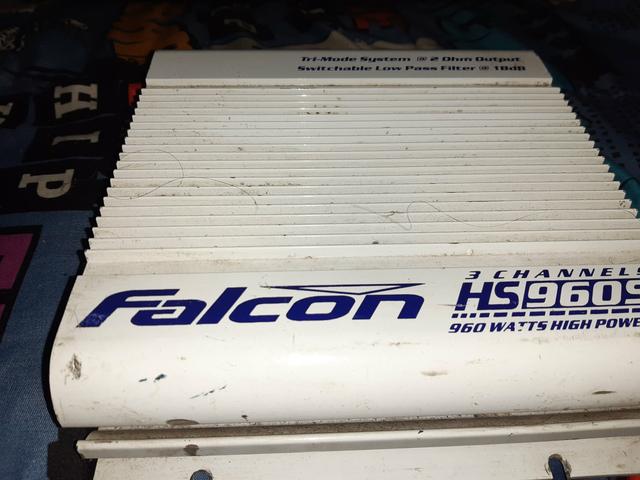 Tri-Mode System @ 2 Ohm Output
Switchable Low Pass Filter @ 18dB
H I P
Falcon
3 CHANNELS
HS960S
960 WATTS HIGH POWE